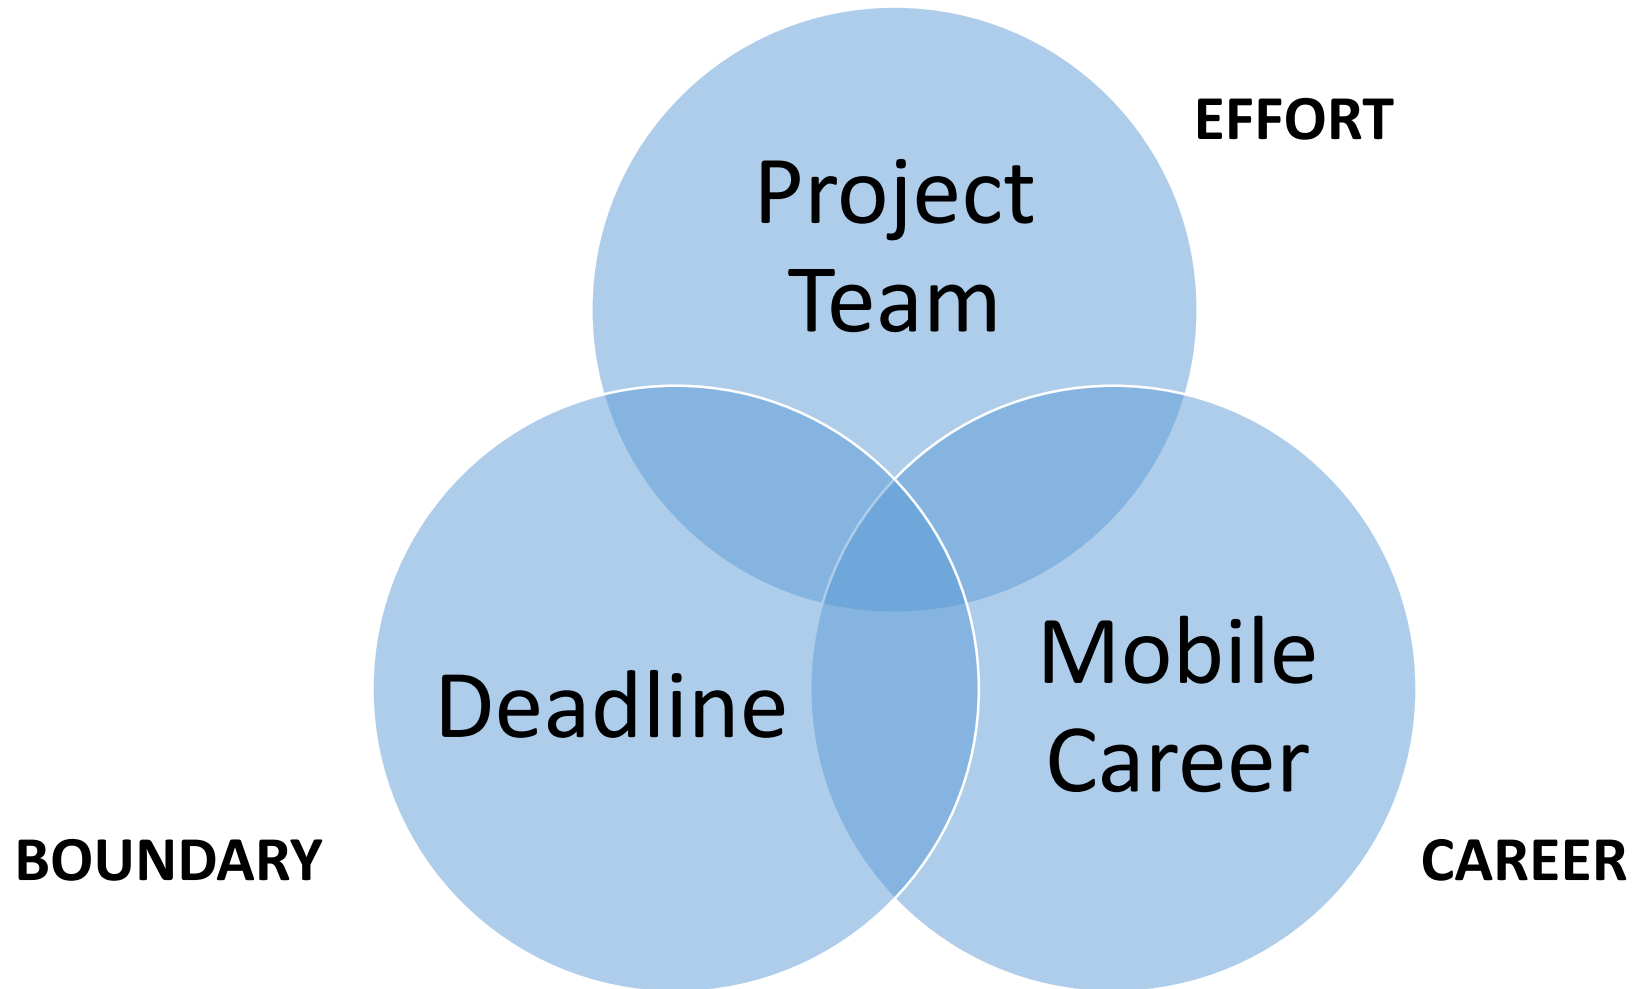 EFFORT
Project
Team
Deadline
Mobile
Career
BOUNDARY
CAREER